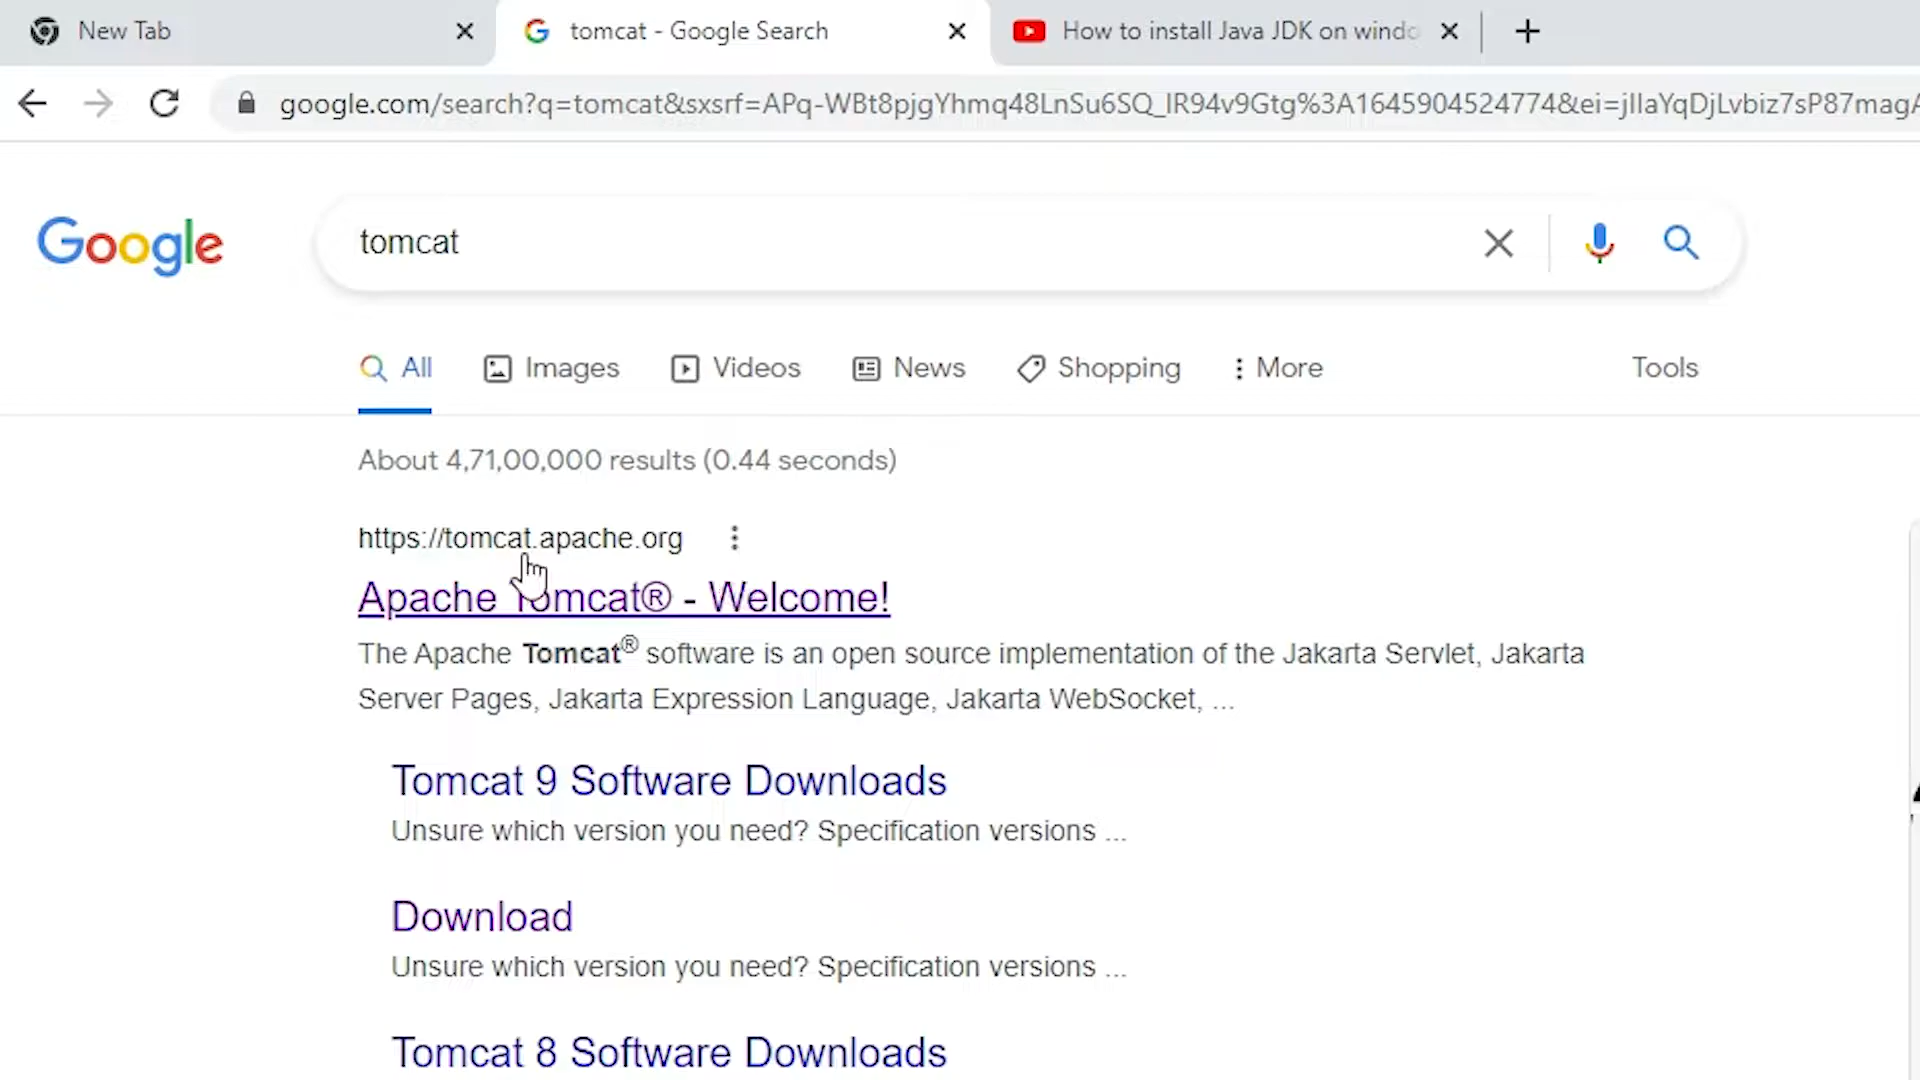 New Tab
tomcat - Google Search
How to install Java JDK on windo
google.com/search?q=tomcat&sxsrf=APq-WBt8pjgYhmq48LnSu6SQ_IR94v9Gtg%3A1645904524774&ei=jIIaYqDjLvbiz7sP87magA
Google
tomcat
All
Images
Videos
News
Shopping
More
Tools
About 4,71,00,000 results (0.44 seconds)
https://tomcat.apache.org
Apache Tomcat® - Welcome!
The Apache Tomcat® software is an open source implementation of the Jakarta Servlet, Jakarta
Server Pages, Jakarta Expression Language, Jakarta WebSocket, ...
Tomcat 9 Software Downloads
Unsure which version you need? Specification versions ...
Download
Unsure which version you need? Specification versions ...
Tomcat 8 Software Downloads